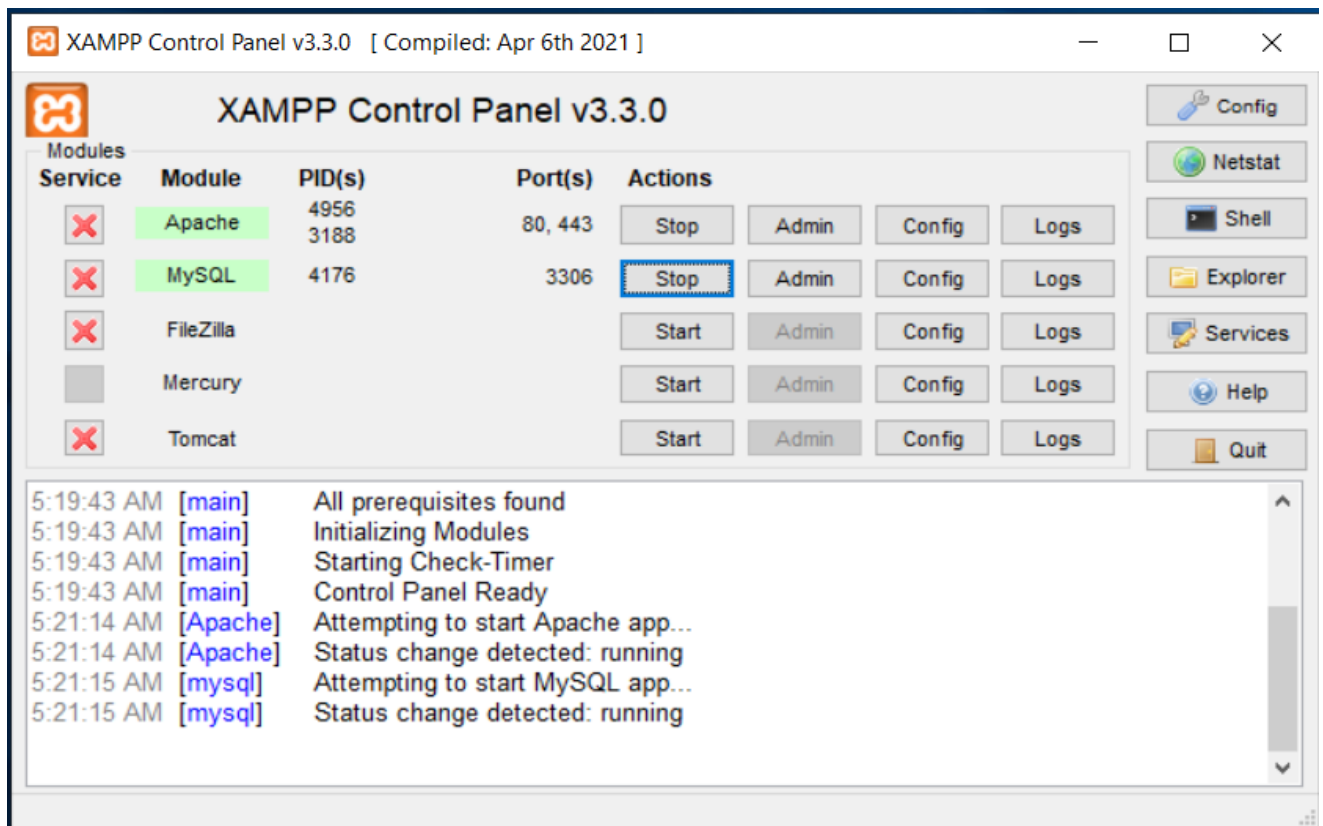 XAMPP Control Panel v3.3.0 [ Compiled: Apr 6th 2021 ]
XAMPP Control Panel v3.3.0
Config
Modules
Service Module PID(s) Port(s) Actions
Netstat
Apache 4956 80, 443 Stop Admin Config Logs
3188
Shell
MySQL 4176 3306 Stop Admin Config Logs
Explorer
FileZilla Start Admin Config Logs
Services
Mercury Start Admin Config Logs
Help
Tomcat Start Admin Config Logs
Quit
5:19:43 AM [main] All prerequisites found
5:19:43 AM [main] Initializing Modules
5:19:43 AM [main] Starting Check-Timer
5:19:43 AM [main] Control Panel Ready
5:21:14 AM [Apache] Attempting to start Apache app...
5:21:14 AM [Apache] Status change detected: running
5:21:15 AM [mysql] Attempting to start MySQL app...
5:21:15 AM [mysql] Status change detected: running